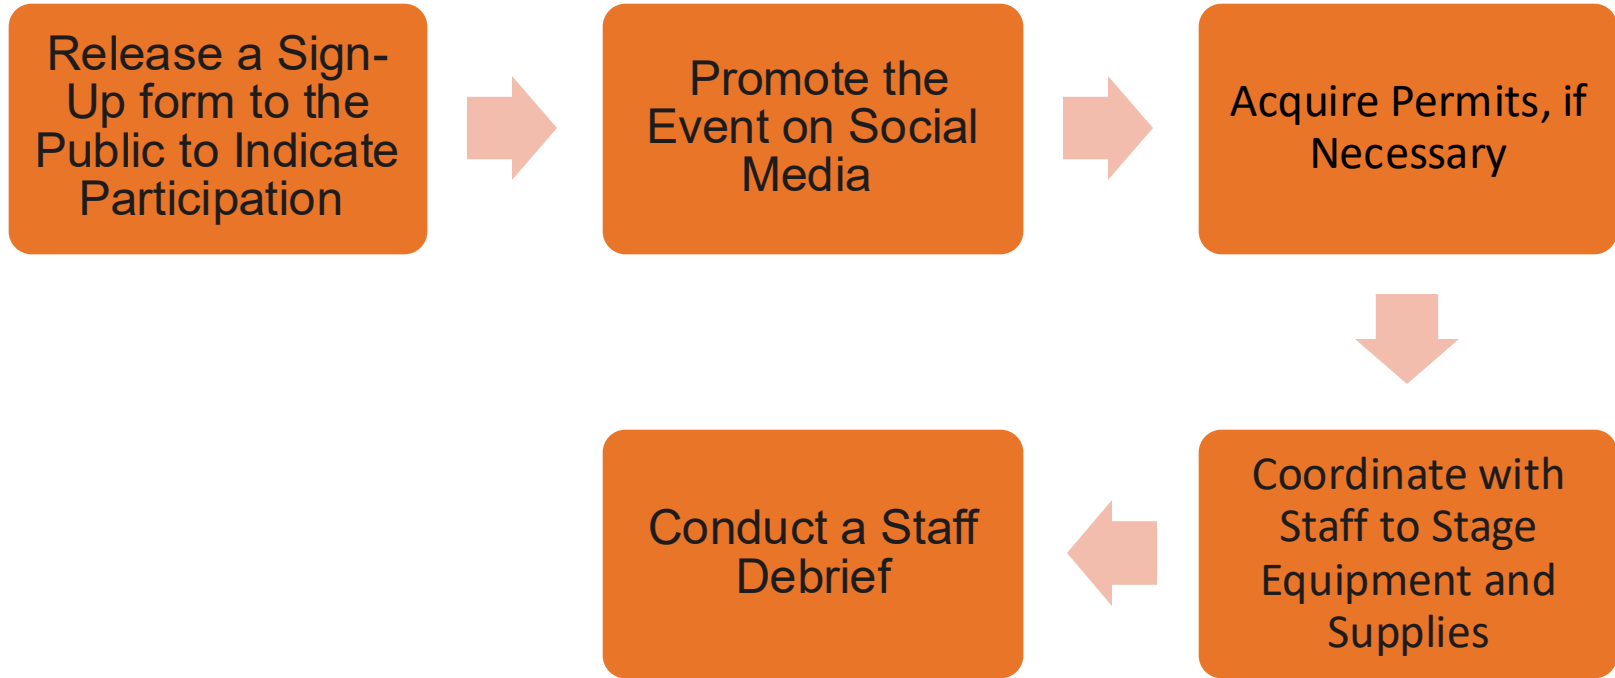 Release a Sign-
Up form to the
Public to Indicate
Participation
Promote the
Event on Social
Media
Acquire Permits, if
Necessary
Coordinate with
Staff to Stage
Equipment and
Supplies
Conduct a Staff
Debrief